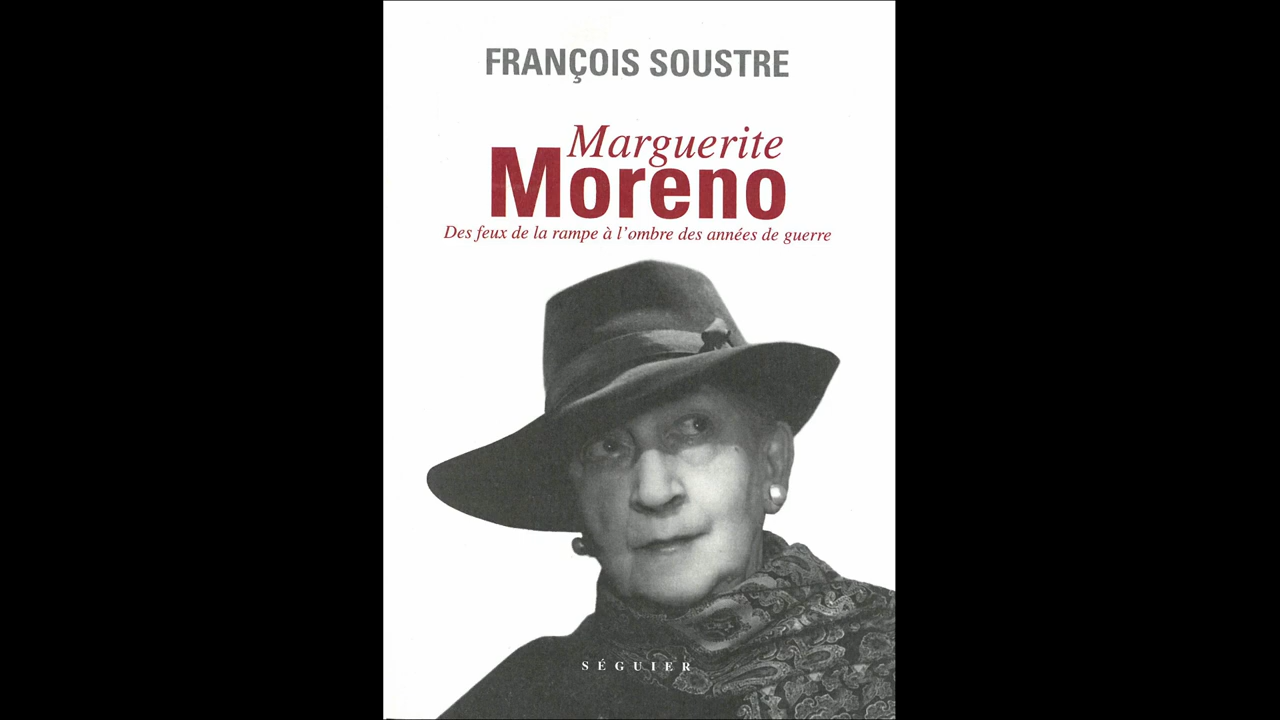 FRANÇOIS SOUSTRE
Marguerite
Moreno
Des feux de la rampe à l'ombre des années de guerre
SÉGUIER